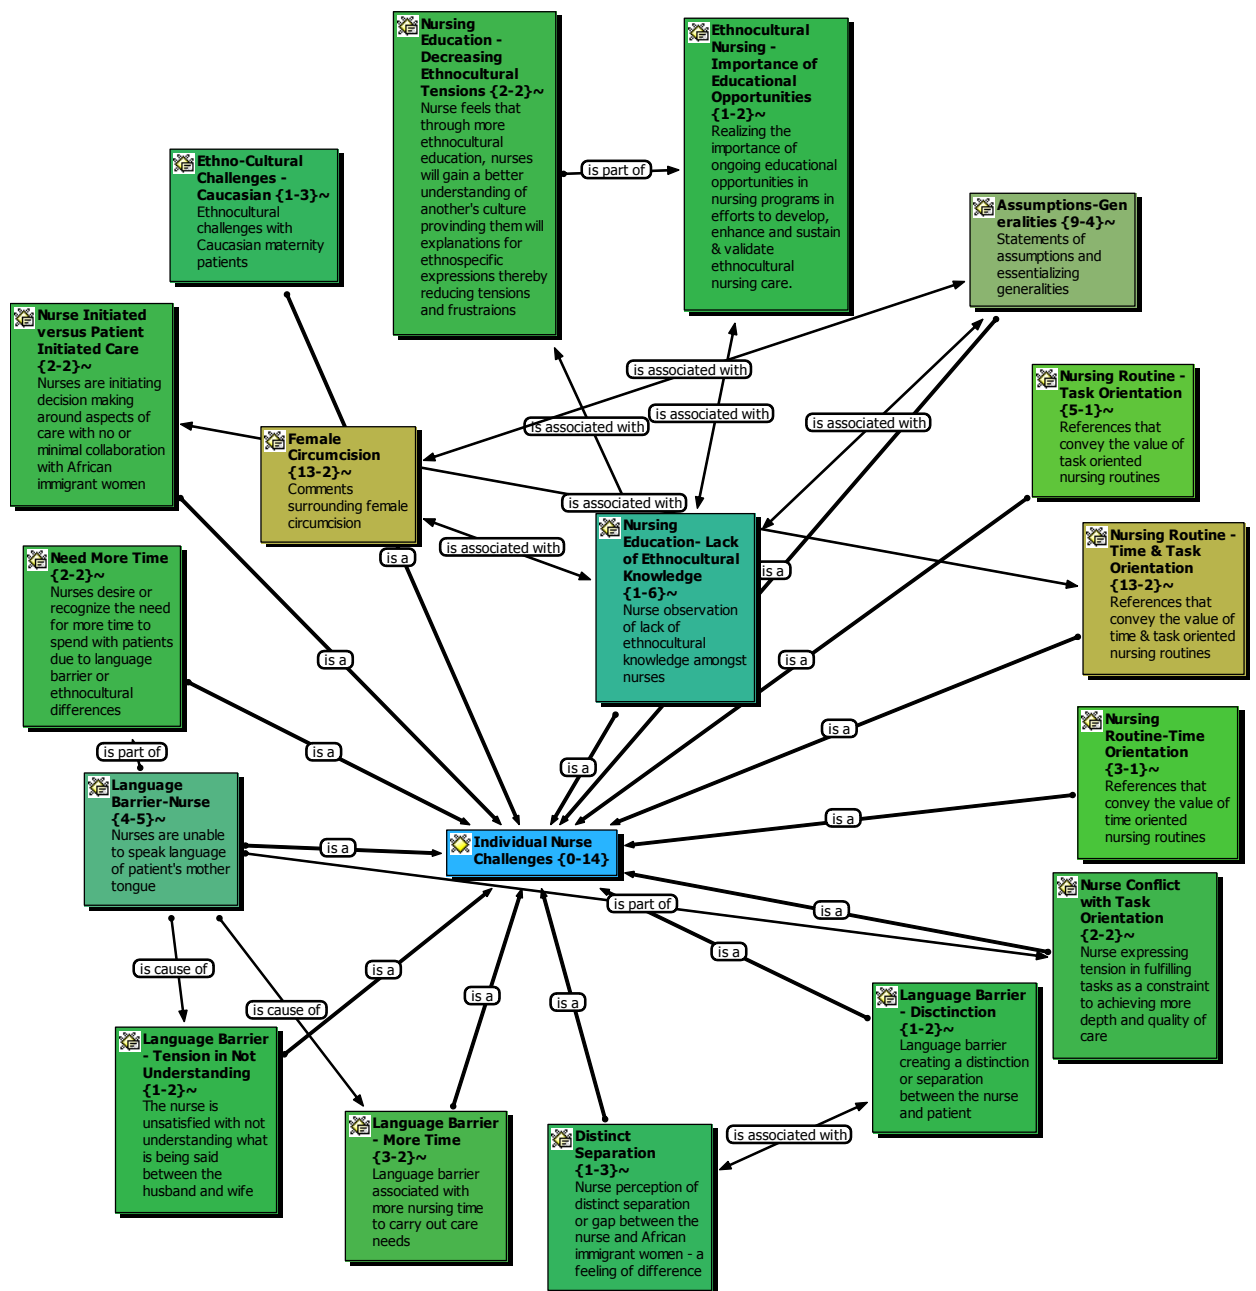 Nursing
Education -
Decreasing
Ethnocultural
Tensions {2-2}~
Nurse feels that
through more
ethnocultural
education, nurses
will gain a better
understanding of
another's culture
provinding them will
explanations for
ethnospecific
expressions thereby
reducing tensions
and frustraions
Ethnocultural
Nursing -
Importance of
Educational
Opportunities
{1-2}~
Realizing the
importance of
ongoing educational
opportunities in
nursing programs in
efforts to develop,
enhance and sustain
& validate
ethnocultural
nursing care.
is part of
Ethno-Cultural
Challenges -
Caucasian {1-3}~
Ethnocultural
challenges with
Caucasian maternity
patients
Assumptions-Gen
eralities {9-4}~
Statements of
assumptions and
essentializing
generalities
Nurse Initiated
versus Patient
Initiated Care
{2-2}~
Nurses are initiating
decision making
around aspects of
care with no or
minimal collaboration
with African
immigrant women
is associated with
is associated with
is associated with
is associated with
Nursing Routine -
Task Orientation
{5-1}~
References that
convey the value of
task oriented
nursing routines
Female
Circumcision
{13-2}~
Comments
surrounding female
circumcision
is associated with
is associated with
Nursing
Education- Lack
of Ethnocultural
Knowledge
{1-6}~
Nurse observation
of lack of
ethnocultural
knowledge amongst
nurses
Nursing Routine -
Time & Task
Orientation
{13-2}~
References that
convey the value of
time & task oriented
nursing routines
Need More Time
{2-2}~
Nurses desire or
recognize the need
for more time to
spend with patients
due to language
barrier or
ethnocultural
differences
is a
is a
is a
is a
is part of
is a
is a
is a
Nursing
Routine-Time
Orientation
{3-1}~
References that
convey the value of
time oriented
nursing routines
Language
Barrier-Nurse
{4-5}~
Nurses are unable
to speak language
of patient's mother
tongue
is a
is a
Individual Nurse
Challenges {0-14}
Nurse Conflict
with Task
Orientation
{2-2}~
Nurse expressing
tension in fulfilling
tasks as a constraint
to achieving more
depth and quality of
care
is part of
is a
is a
is cause of
is a
is a
is a
is cause of
Language Barrier
- Disctinction
{1-2}~
Language barrier
creating a distinction
or separation
between the nurse
and patient
Language Barrier
- Tension in Not
Understanding
{1-2}~
The nurse is
unsatisfied with not
understanding what
is being said
between the
husband and wife
Language Barrier
- More Time
{3-2}~
Language barrier
associated with
more nursing time
to carry out care
needs
Distinct
Separation
{1-3}~
Nurse perception of
distinct separation
or gap between the
nurse and African
immigrant women - a
feeling of difference
is associated with